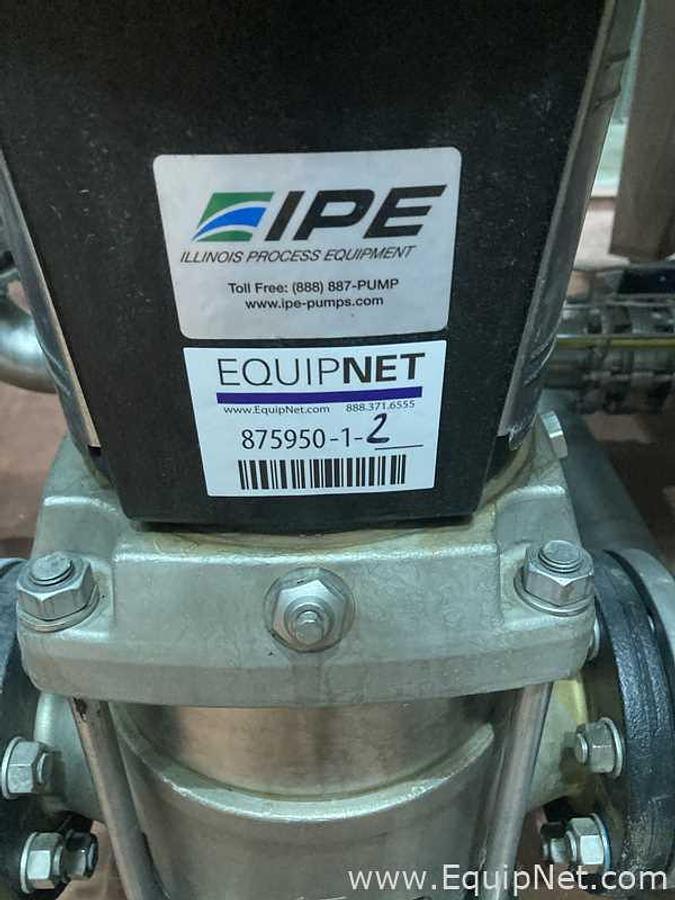 IPE
ILLINOIS PROCESS EQUIPMENT
Toll Free: (888) 887-PUMP
www.ipe-pumps.com
EQUIPNET
www.EquipNet.com 888.371.6555
875950-1-2
www.EquipNet.com